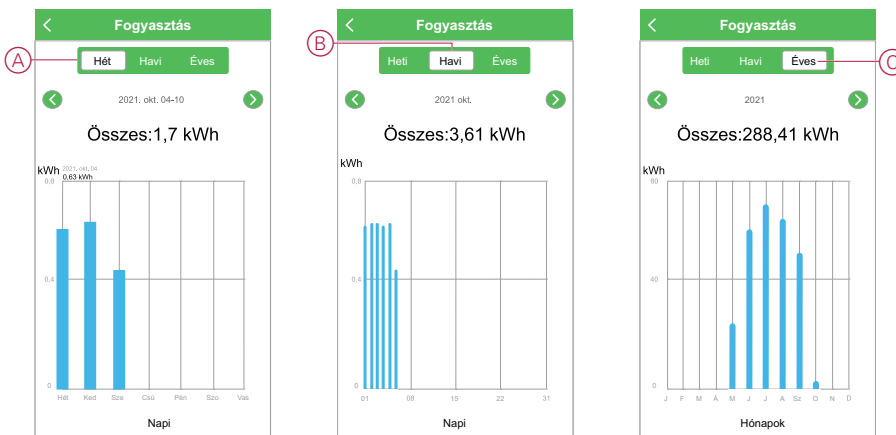 Fogyasztás
A
Hét Havi Éves
2021. okt. 04-10
Összes:1,7 kWh
kWh
2021, okt, 04
0,63 kWh
0,8
0,4
0
Hét Ked Sze Csü Pén Szo Vas
Napi
Fogyasztás
B
Heti Havi Éves
2021 okt.
Összes:3,61 kWh
kWh
0,8
0,4
0
01 08 15 22 31
Napi
Fogyasztás
C
Heti Havi Éves
2021
Összes:288,41 kWh
kWh
80
40
0
J F M Á M J J A Sz O N D
Hónapok